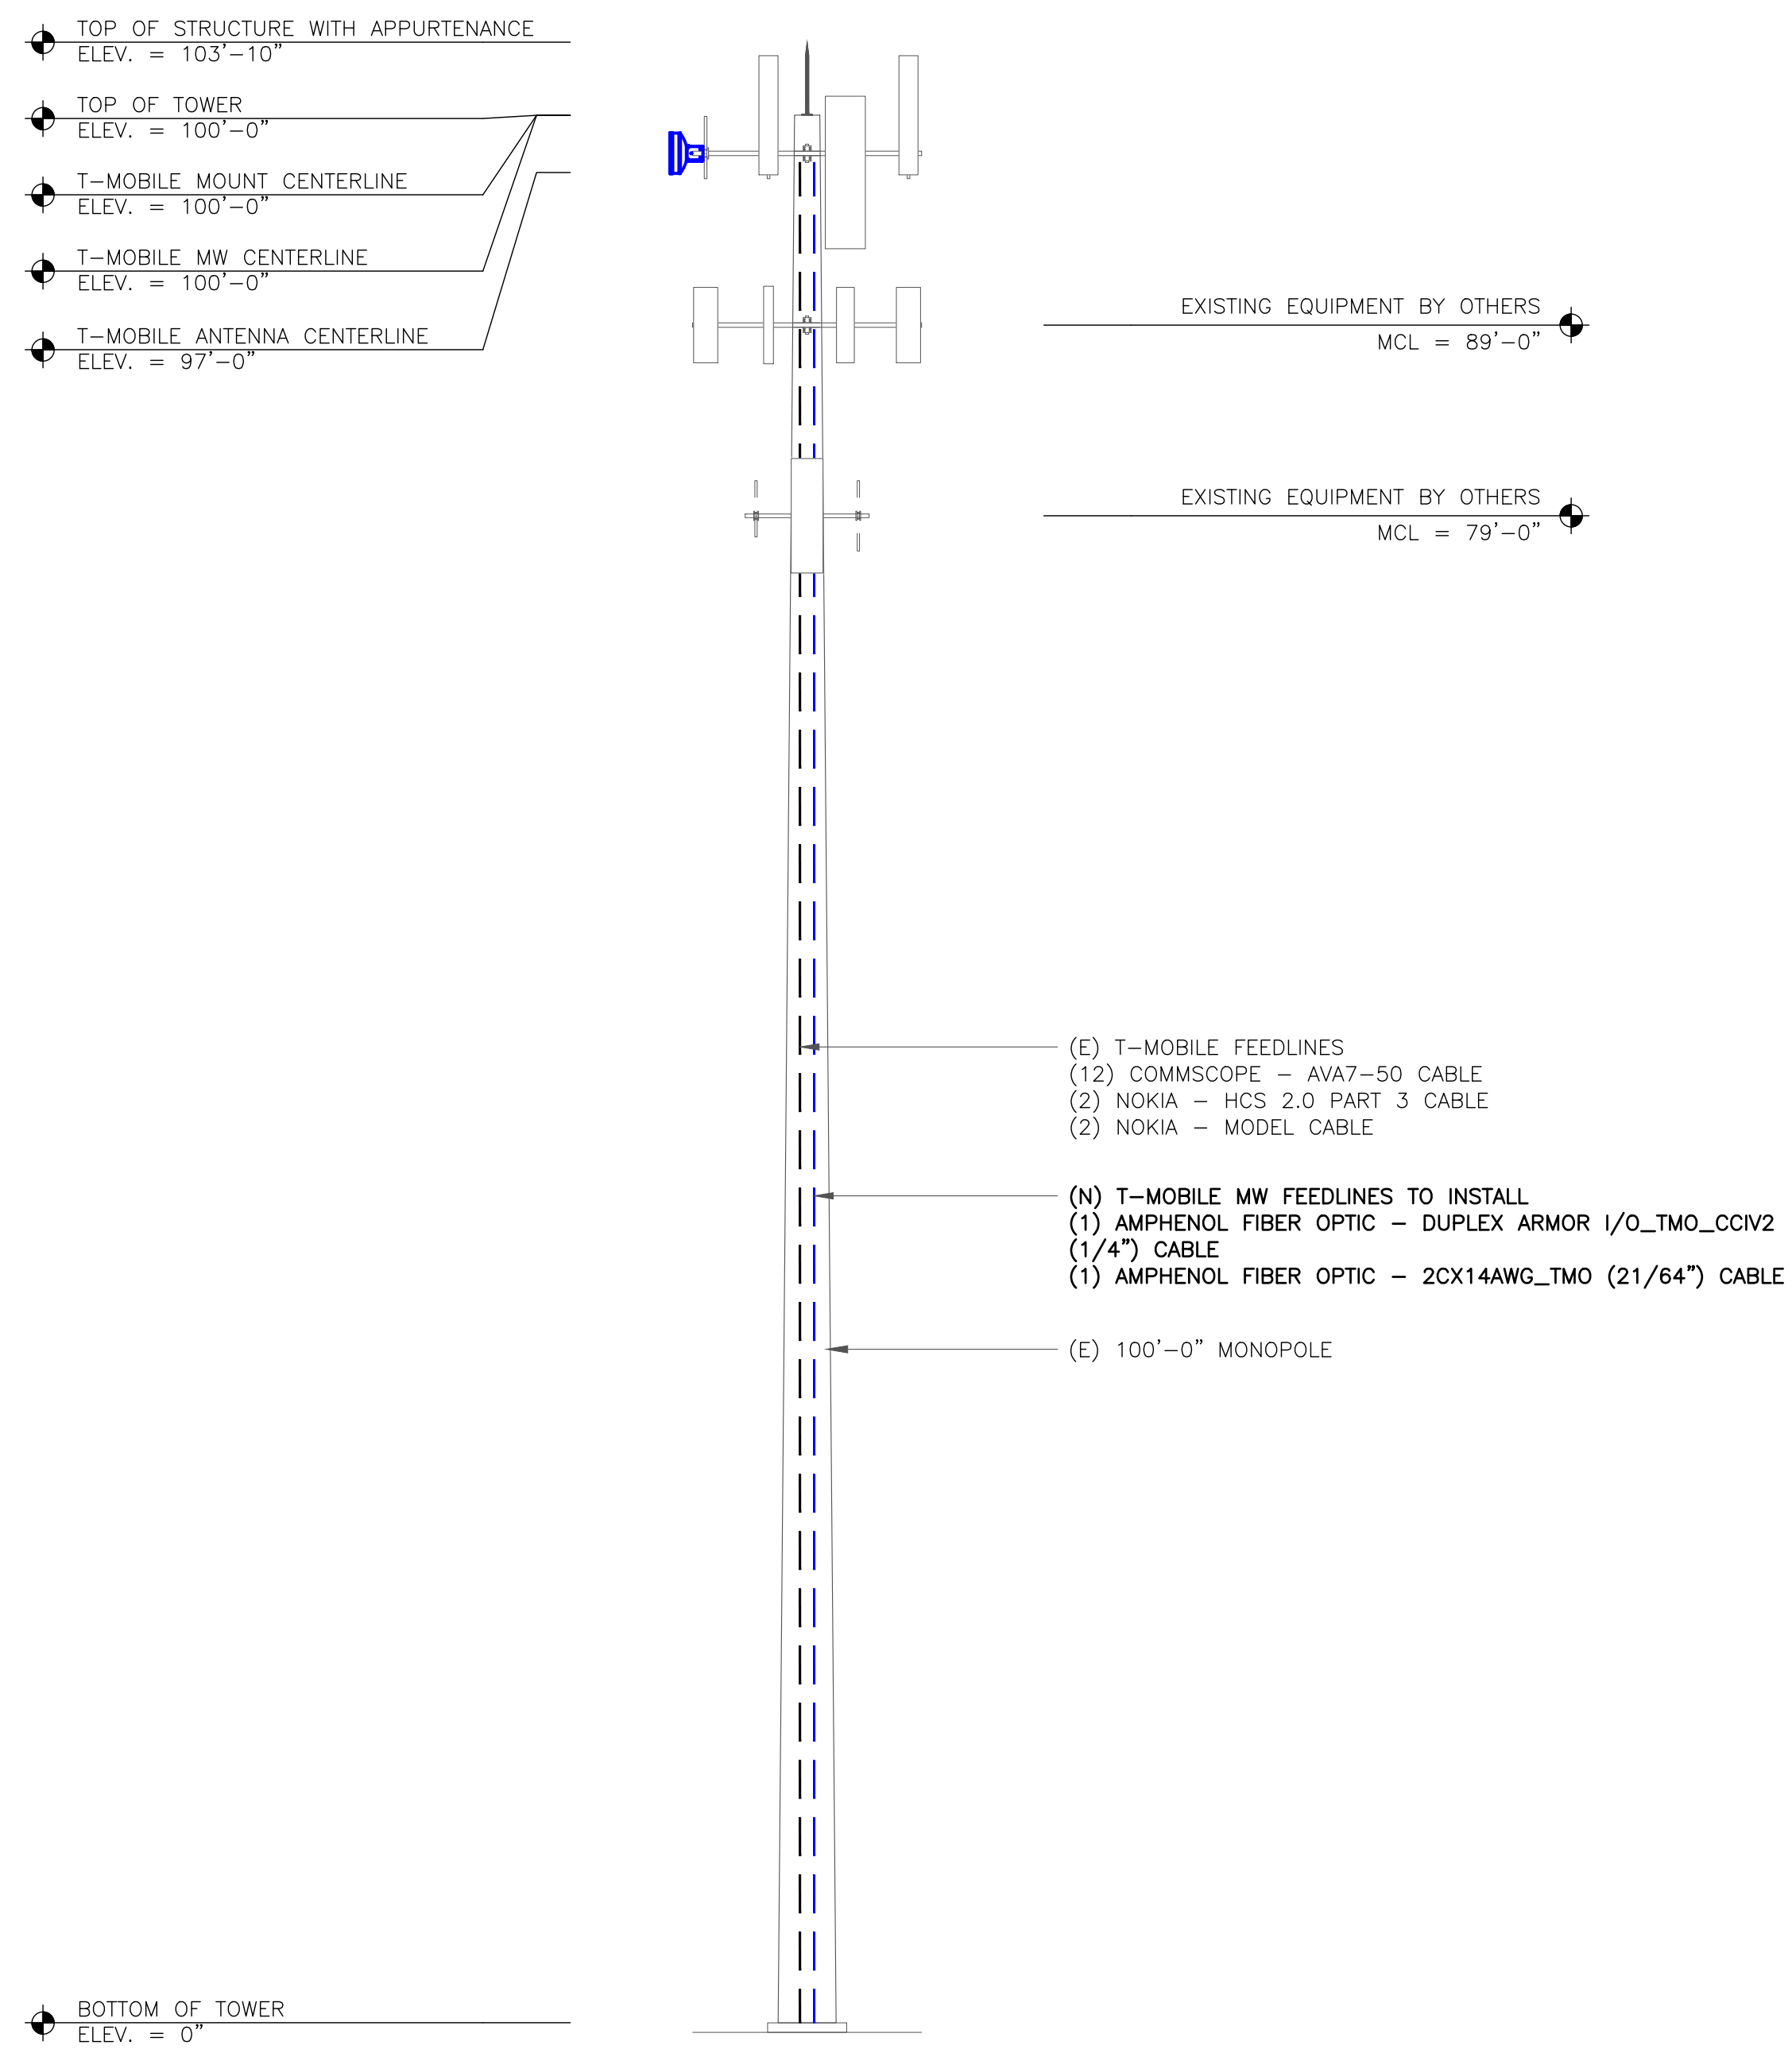 TOP OF STRUCTURE WITH APPURTENANCE
ELEV. = 103'-10"
TOP OF TOWER
ELEV. = 100'-0"
T-MOBILE MOUNT CENTERLINE
ELEV. = 100'-0"
T-MOBILE MW CENTERLINE
ELEV. = 100'-0"
T-MOBILE ANTENNA CENTERLINE
ELEV. = 97'-0"
EXISTING EQUIPMENT BY OTHERS
MCL = 89'-0"
EXISTING EQUIPMENT BY OTHERS
MCL = 79'-0"
(E) T-MOBILE FEEDLINES
(12) COMMSCOPE - AVA7-50 CABLE
(2) NOKIA - HCS 2.0 PART 3 CABLE
(2) NOKIA - MODEL CABLE
(N) T-MOBILE MW FEEDLINES TO INSTALL
(1) AMPHENOL FIBER OPTIC - DUPLEX ARMOR I/O_TMO_CCIV2
(1/4") CABLE
(1) AMPHENOL FIBER OPTIC - 2CX14AWG_TMO (21/64") CABLE
(E) 100'-0" MONOPOLE
BOTTOM OF TOWER
ELEV. = 0"